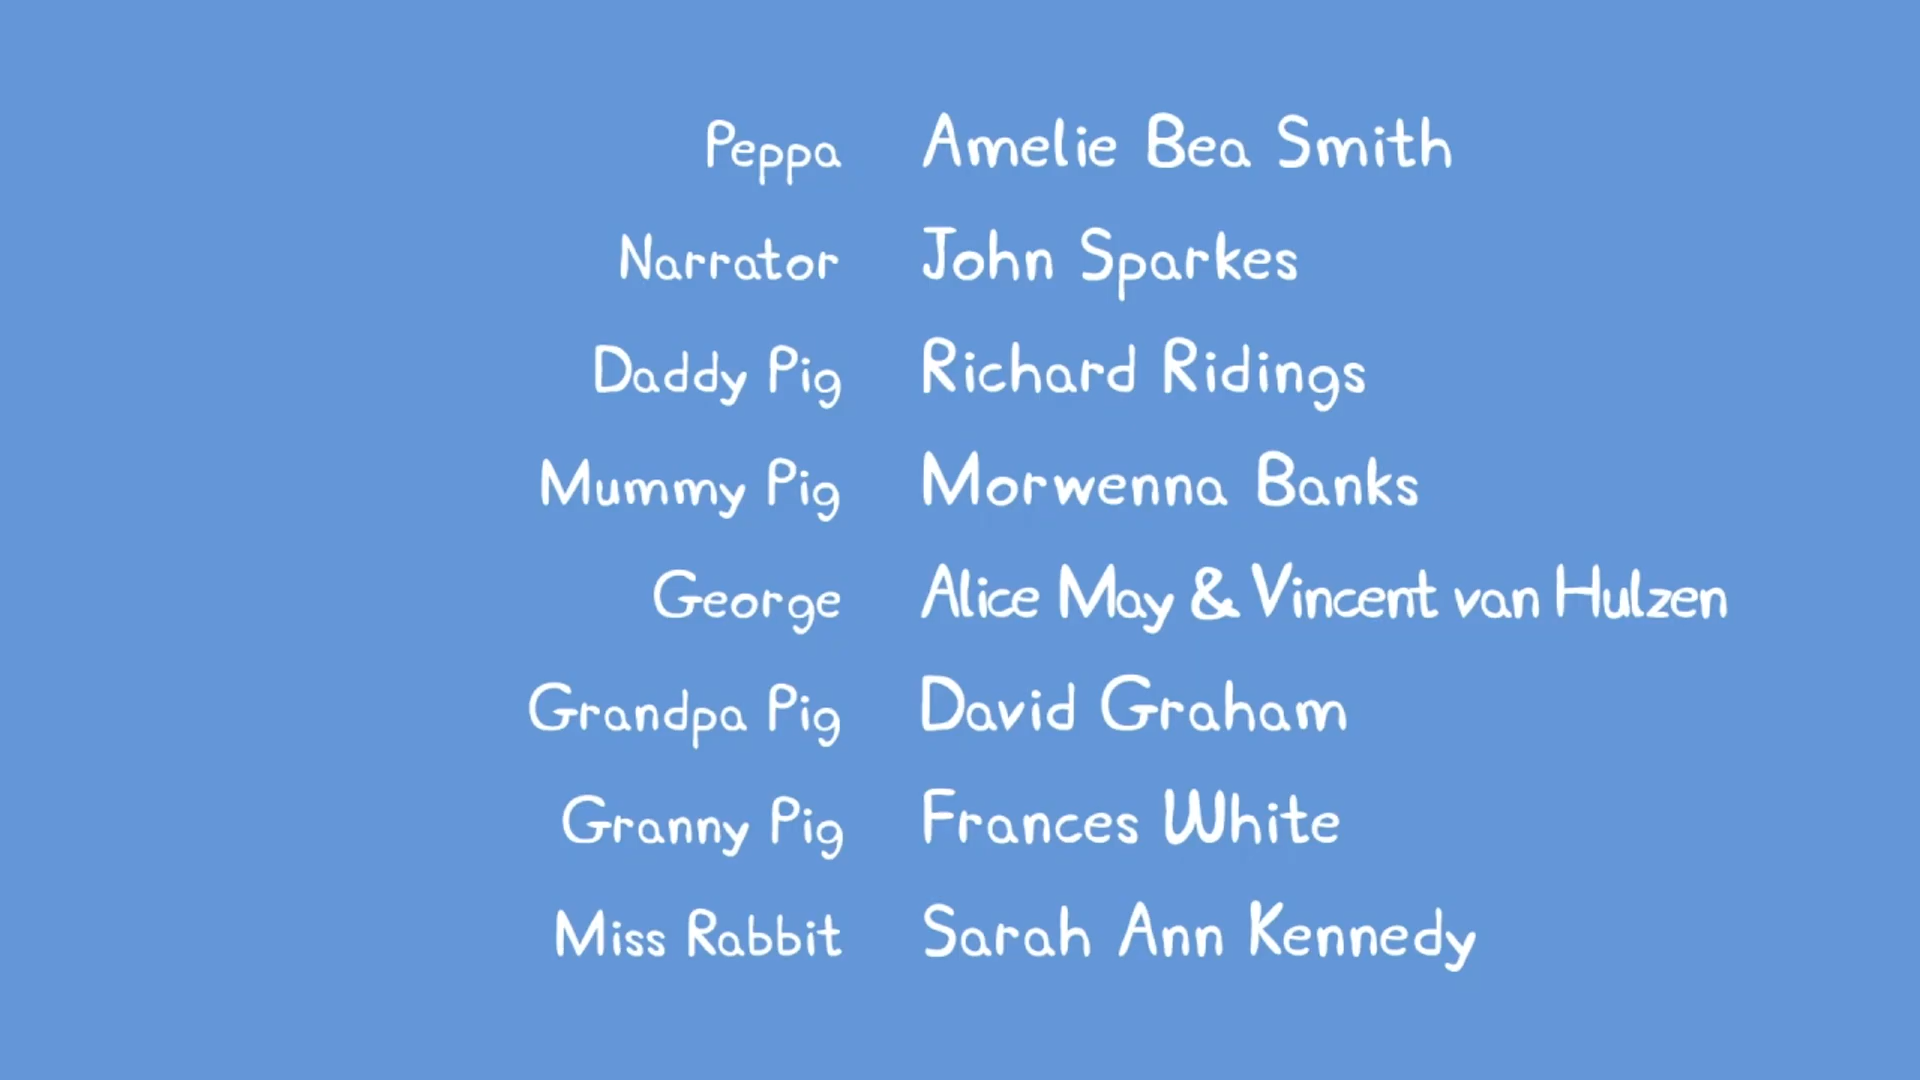 Peppa Amelie Bea Smith
Narrator John Sparkes
Daddy Pig Richard Ridings
Mummy Pig Morwenna Banks
George Alice May & Vincent van Hulzen
Grandpa Pig David Graham
Granny Pig Frances White
Miss Rabbit Sarah Ann Kennedy